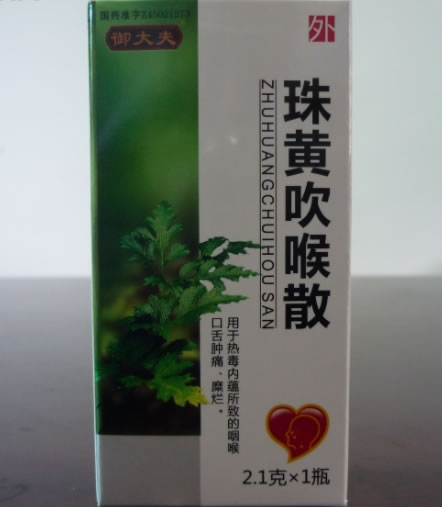 国药准字Z45021273
御大夫
外
珠黄吹喉散
ZHUHUANGCHUIHOU SAN
用于热毒内蕴所致的咽喉
口舌肿痛、糜烂。
2.1克×1瓶